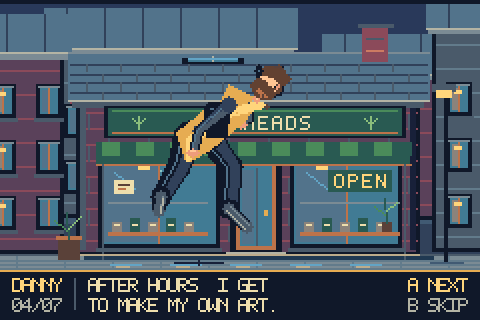 HEADS
OPEN
DANNY
04/07
AFTER HOURS I GET
TO MAKE MY OWN ART.
A NEXT
B SKIP